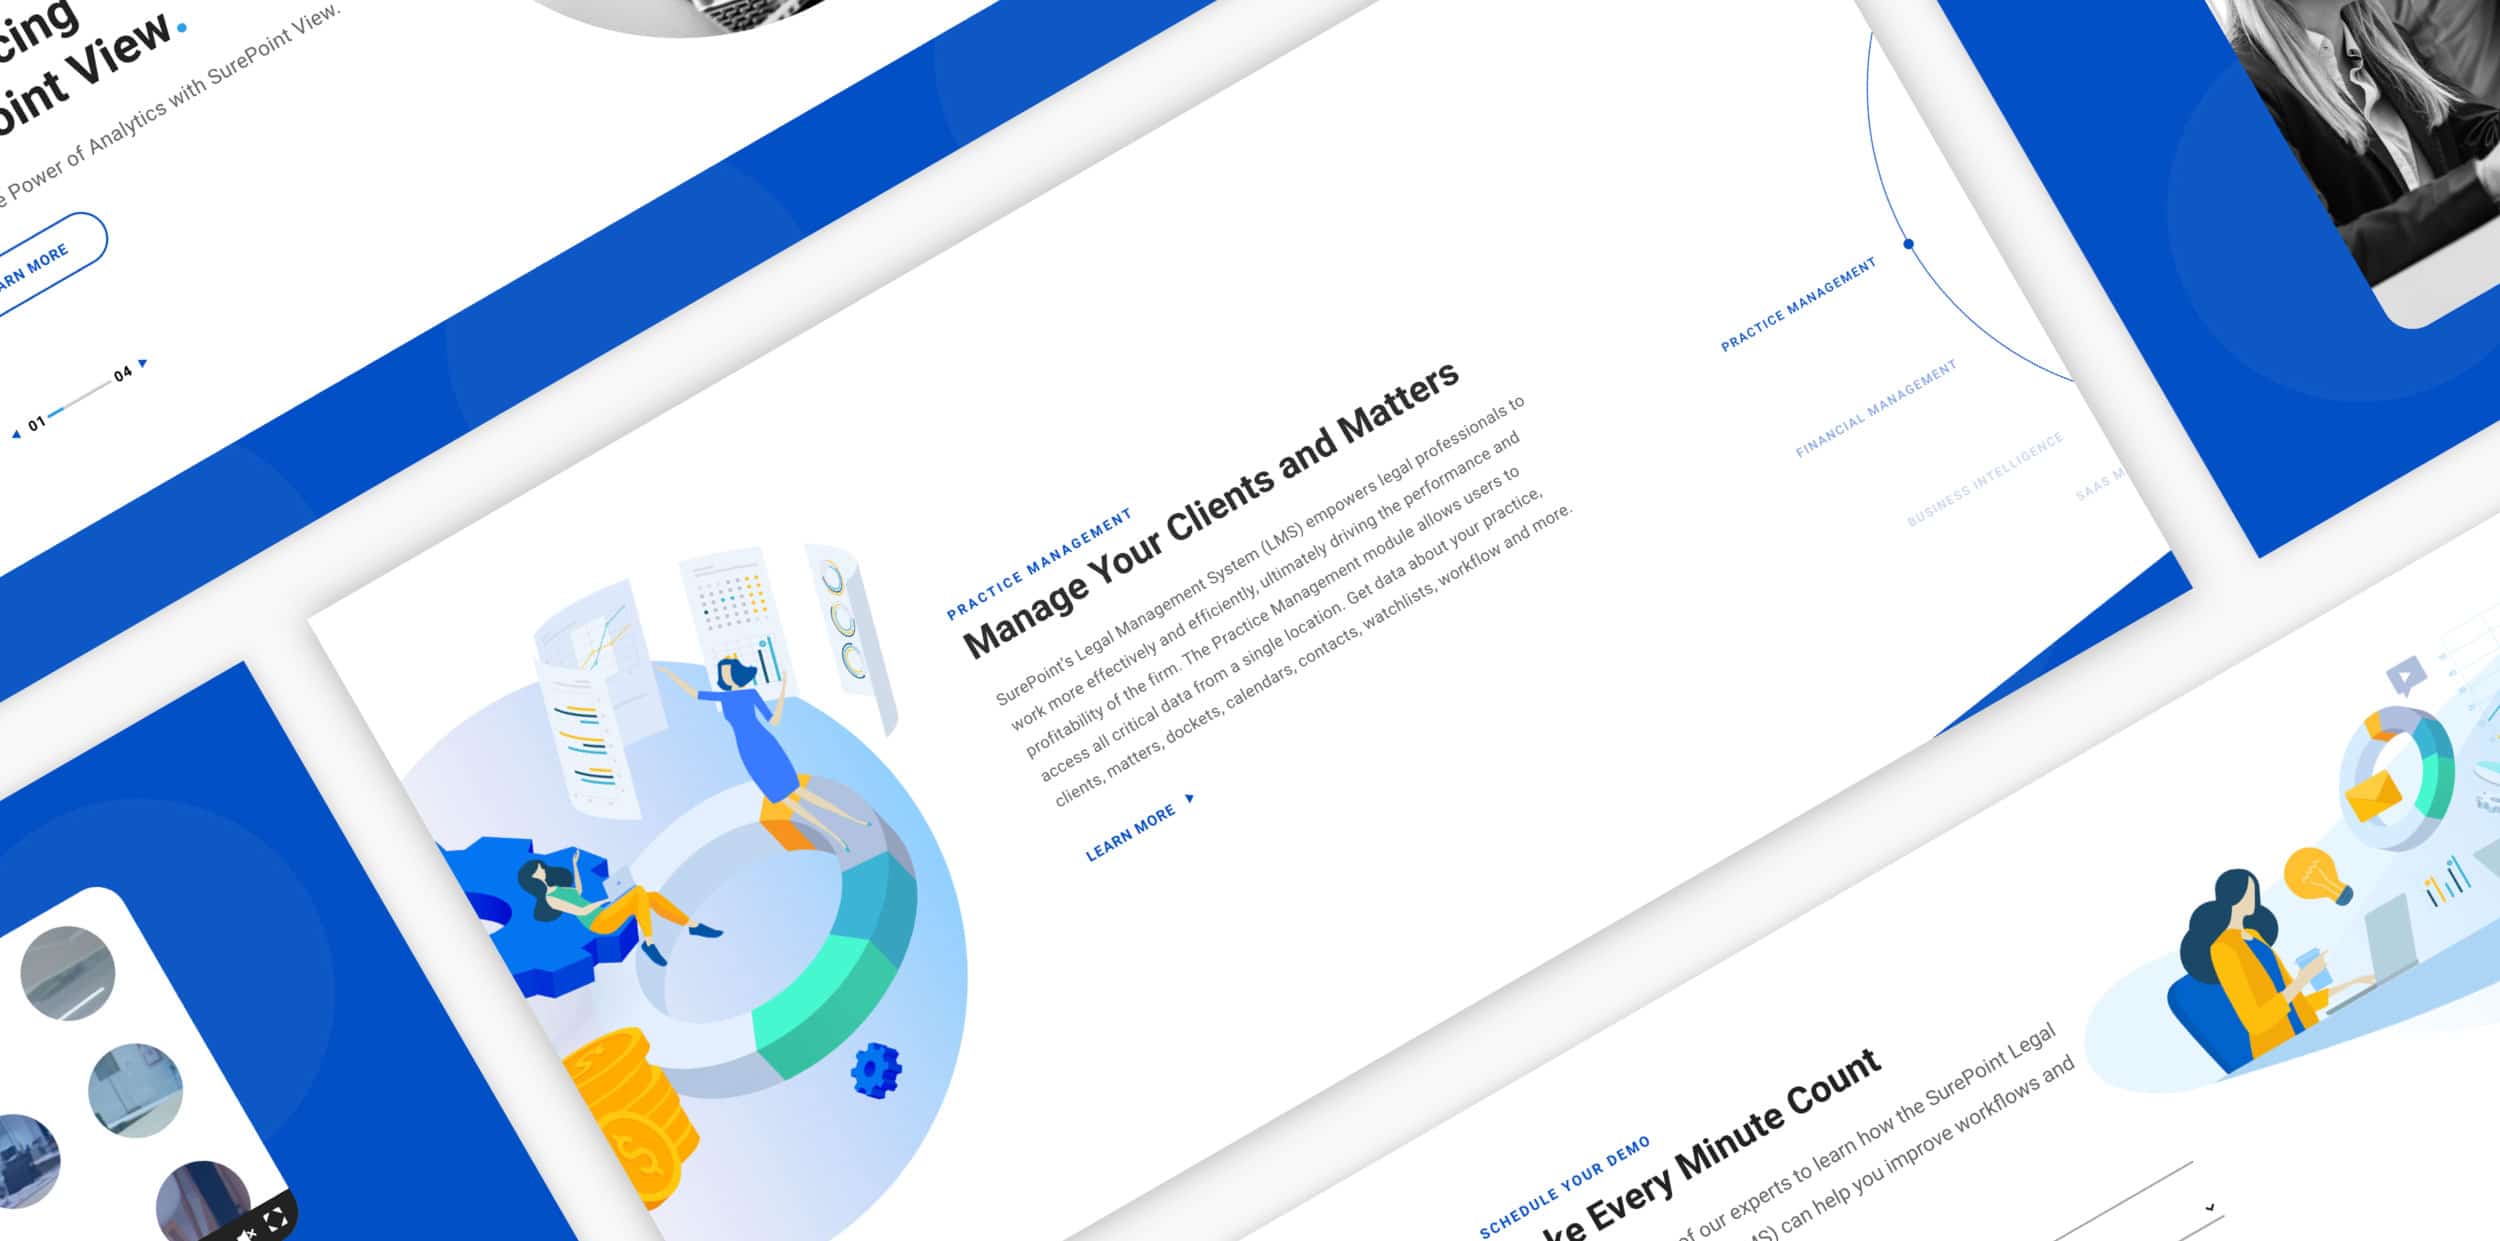 cing
oint View.
Power of Analytics with SurePoint View.
ARN MORE
01 04
PRACTICE MANAGEMENT
Manage Your Clients and Matters
SurePoint's Legal Management System (LMS) empowers legal professionals to
work more effectively and efficiently, ultimately driving the performance and
profitability of the firm. The Practice Management module allows users to
access all critical data from a single location. Get data about your practice,
clients, matters, dockets, calendars, contacts, watchlists, workflow and more.
LEARN MORE
PRACTICE MANAGEMENT
FINANCIAL MANAGEMENT
BUSINESS INTELLIGENCE
SAAS M
SCHEDULE YOUR DEMO
ke Every Minute Count
of our experts to learn how the SurePoint Legal
MS) can help you improve workflows and